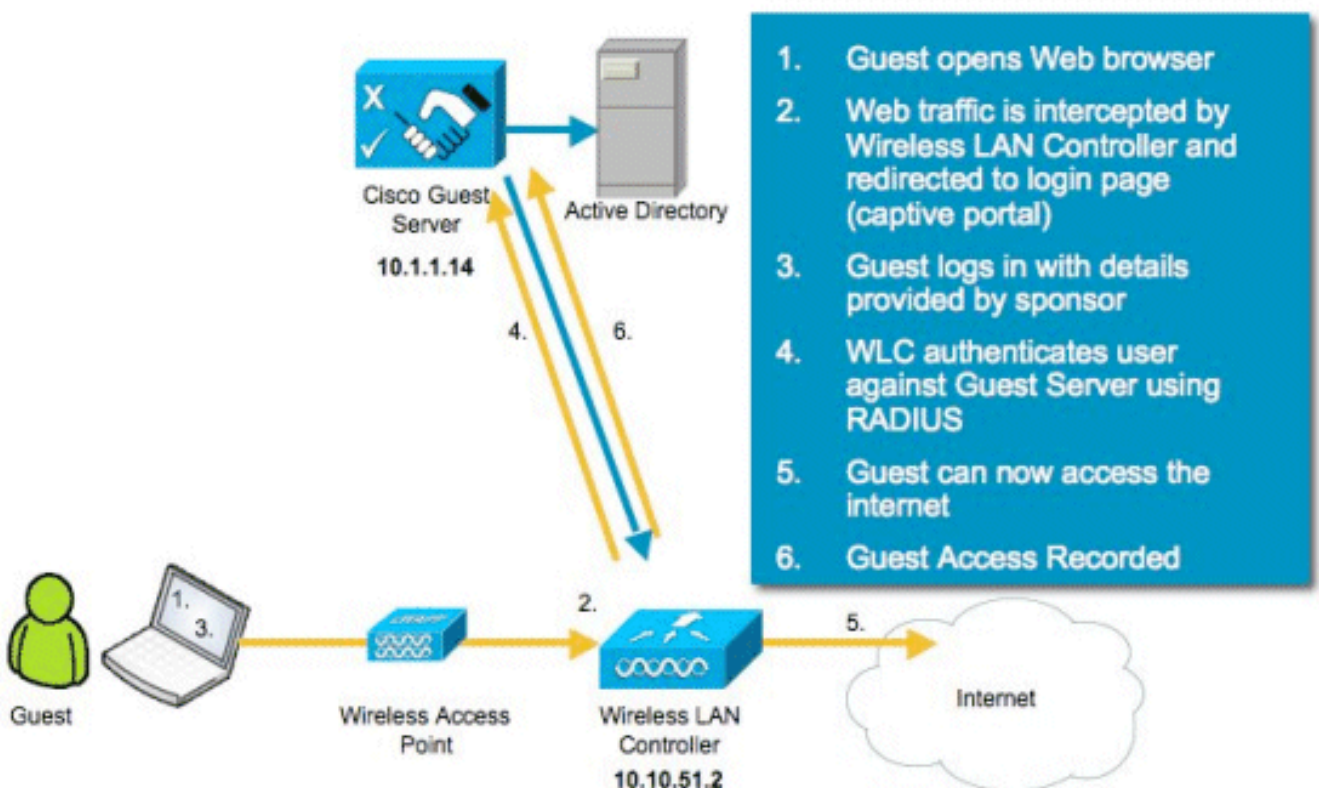 1. Guest opens Web browser
2. Web traffic is intercepted by
Wireless LAN Controller and
redirected to login page
(captive portal)
3. Guest logs in with details
provided by sponsor
4. WLC authenticates user
against Guest Server using
RADIUS
5. Guest can now access the
internet
6. Guest Access Recorded
Cisco Guest
Server
10.1.1.14
Active Directory
4.
6.
1.
3.
2.
5.
Guest
Wireless Access
Point
Wireless LAN
Controller
10.10.51.2
Internet